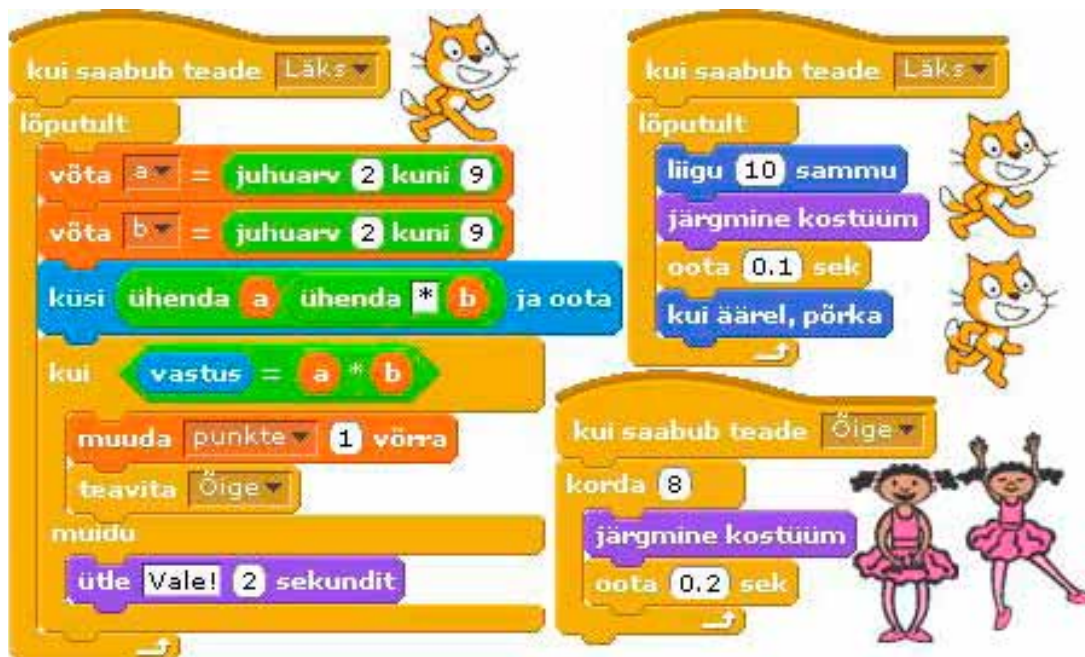 kui saabub teade Läks
lõputult
võta a = juhuarv 2 kuni 9
võta b = juhuarv 2 kuni 9
küsi ühenda a ühenda * b ja oota
kui vastus = a * b
muuda punkte 1 võrra
teavita Õige
muidu
ütle Vale! 2 sekundit
kui saabub teade Läks
lõputult
liigu 10 sammu
järgmine kostüüm
oota 0.1 sek
kui äärel, põrka
kui saabub teade Õige
korda 8
järgmine kostüüm
oota 0.2 sek